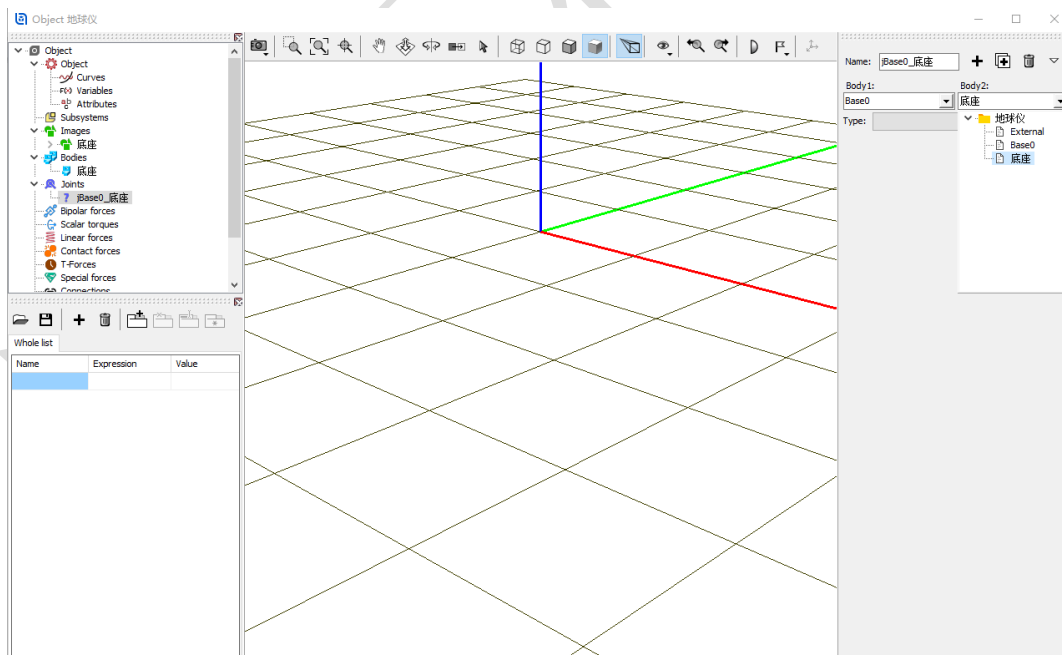 Object 地球仪
Object
Object
Curves
F(x) Variables
ab Attributes
Subsystems
Images
底座
Bodies
底座
Joints
? jBase0_底座
Bipolar forces
Scalar torques
Linear forces
Contact forces
T-Forces
Special forces
Connections
Whole list
Name Expression Value
Name: jBase0_底座
Body1: Body2:
Base0 底座
Type:
地球仪
External
Base0
底座